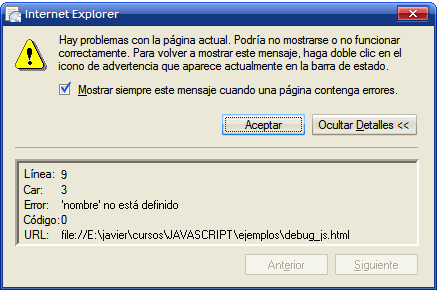 Internet Explorer
Hay problemas con la página actual. Podría no mostrarse o no funcionar
correctamente. Para volver a mostrar este mensaje, haga doble clic en el
icono de advertencia que aparece actualmente en la barra de estado.
Mostrar siempre este mensaje cuando una página contenga errores.
Aceptar
Ocultar Detalles <<
Línea: 9
Car: 3
Error: 'nombre' no está definido
Código: 0
URL: file://E:\javier\cursos\JAVASCRIPT\ejemplos\debug_js.html
Anterior
Siguiente